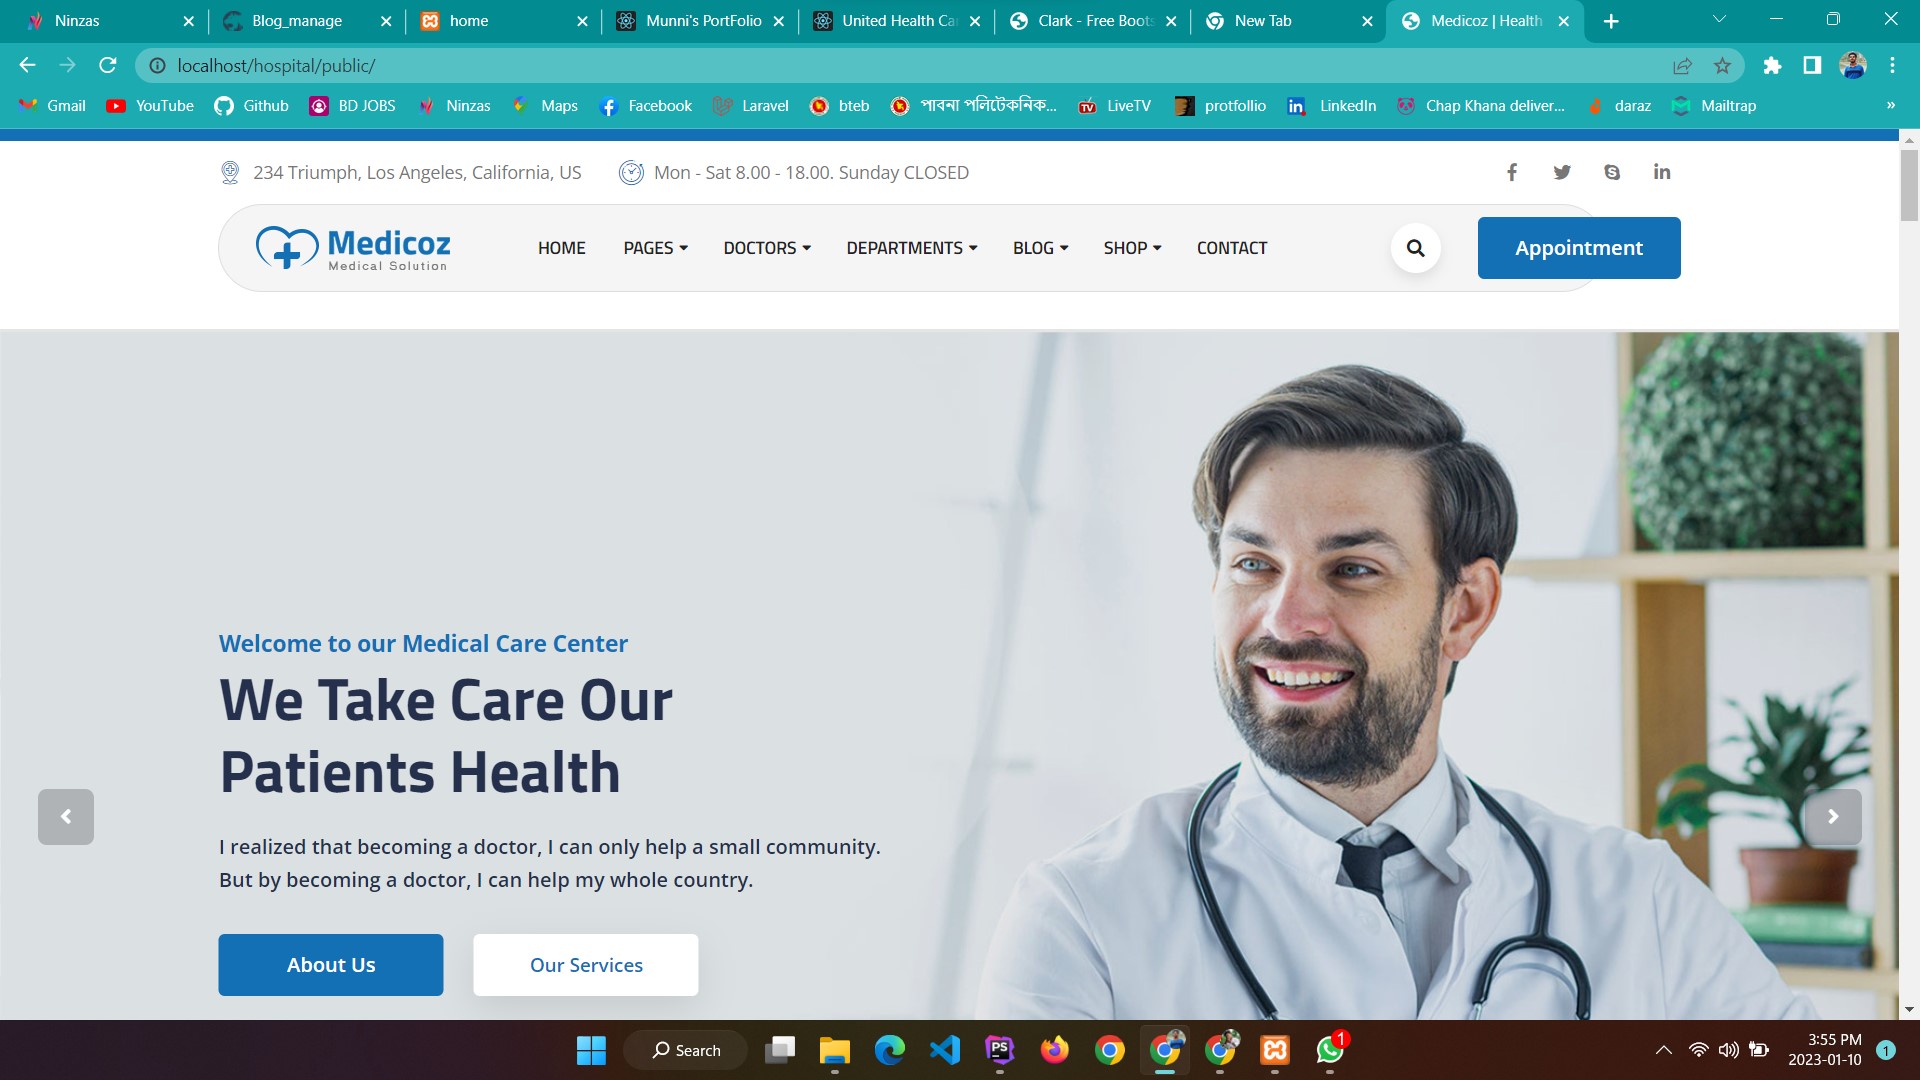 Ninzas
Blog_manage
home
Munni's PortFolio
United Health Ca
Clark - Free Boots
New Tab
Medicoz | Health
localhost/hospital/public/
Gmail
YouTube
Github
BD JOBS
Ninzas
Maps
Facebook
Laravel
bteb
পাবনা পলিটেকনিক...
LiveTV
protfollio
LinkedIn
Chap Khana deliver...
daraz
Mailtrap
»
234 Triumph, Los Angeles, California, US
Mon - Sat 8.00 - 18.00. Sunday CLOSED
Medicoz
Medical Solution
HOME
PAGES
DOCTORS
DEPARTMENTS
BLOG
SHOP
CONTACT
Appointment
Welcome to our Medical Care Center
We Take Care Our
Patients Health
I realized that becoming a doctor, I can only help a small community.
But by becoming a doctor, I can help my whole country.
About Us
Our Services
Search
PS
1
3:55 PM
2023-01-10
1